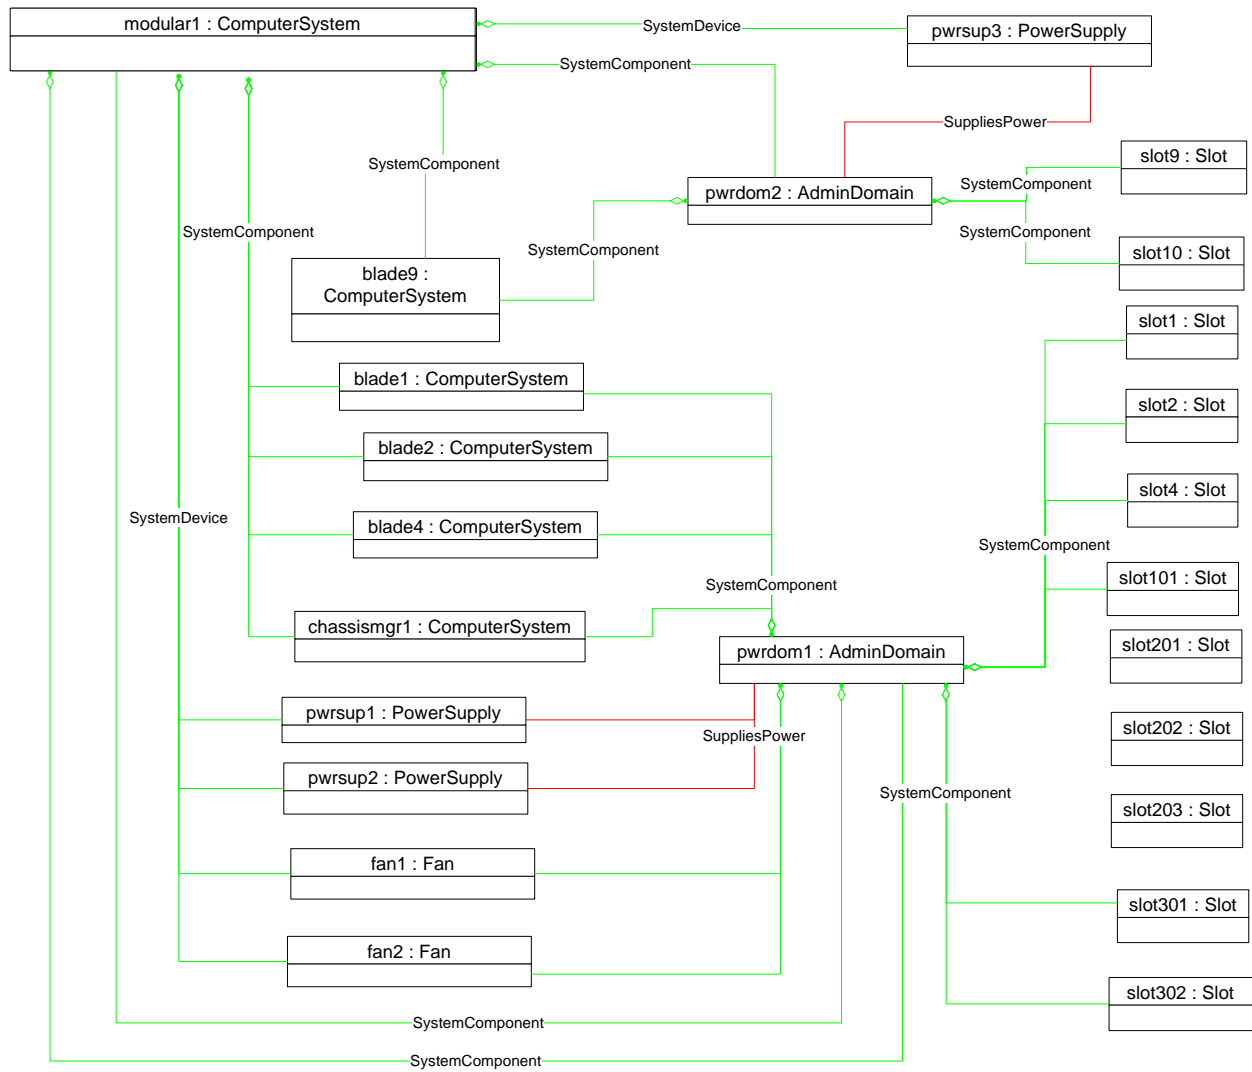 modular1 : ComputerSystem
SystemDevice
pwrsup3 : PowerSupply
SystemComponent
SuppliesPower
SystemComponent
slot9 : Slot
SystemComponent
pwrdom2 : AdminDomain
SystemComponent
SystemComponent
SystemComponent
slot10 : Slot
blade9 :
ComputerSystem
slot1 : Slot
blade1 : ComputerSystem
slot2 : Slot
blade2 : ComputerSystem
slot4 : Slot
SystemDevice
blade4 : ComputerSystem
SystemComponent
slot101 : Slot
SystemComponent
chassismgr1 : ComputerSystem
pwrdom1 : AdminDomain
slot201 : Slot
pwrsup1 : PowerSupply
SuppliesPower
slot202 : Slot
pwrsup2 : PowerSupply
SystemComponent
slot203 : Slot
fan1 : Fan
slot301 : Slot
fan2 : Fan
slot302 : Slot
SystemComponent
SystemComponent